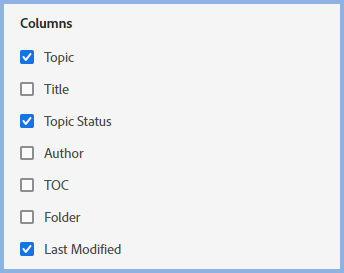 Columns
Topic
Title
Topic Status
Author
TOC
Folder
Last Modified